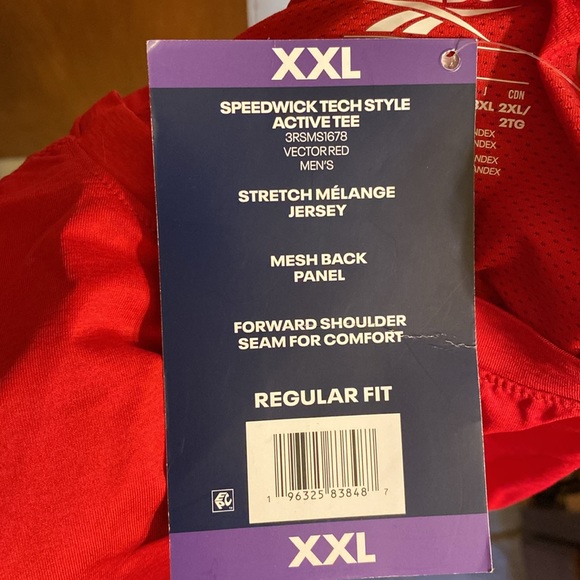 XXL
SPEEDWICK TECH STYLE
ACTIVE TEE
3RSMS1678
VECTOR RED
MEN'S
STRETCH MÉLANGE
JERSEY
MESH BACK
PANEL
FORWARD SHOULDER
SEAM FOR COMFORT
REGULAR FIT
1 96325 83848 7
XXL
J CDN
3XL 2XL/
2TG